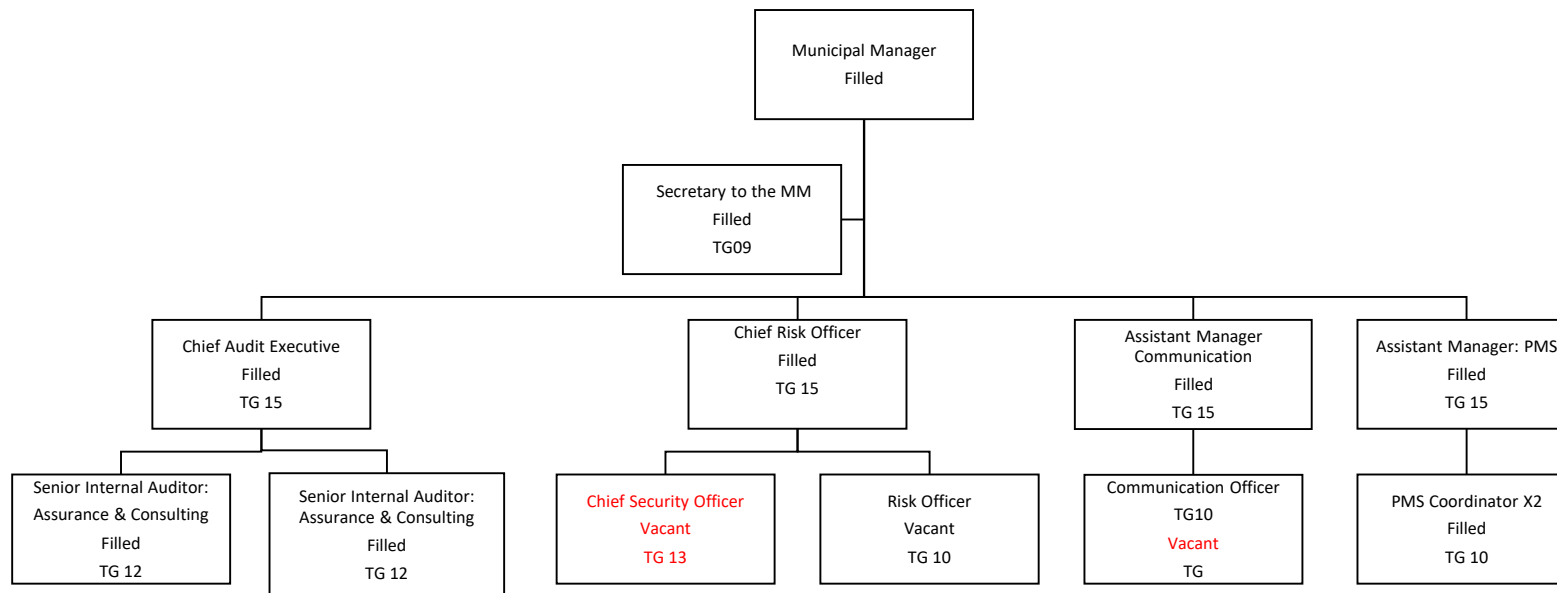 Municipal Manager
Filled
Secretary to the MM
Filled
TG09
Chief Audit Executive
Filled
TG 15
Chief Risk Officer
Filled
TG 15
Assistant Manager
Communication
Filled
TG 15
Assistant Manager: PMS
Filled
TG 15
Senior Internal Auditor:
Assurance & Consulting
Filled
TG 12
Senior Internal Auditor:
Assurance & Consulting
Filled
TG 12
Chief Security Officer
Vacant
TG 13
Risk Officer
Vacant
TG 10
Communication Officer
TG10
Vacant
TG
PMS Coordinator X2
Filled
TG 10